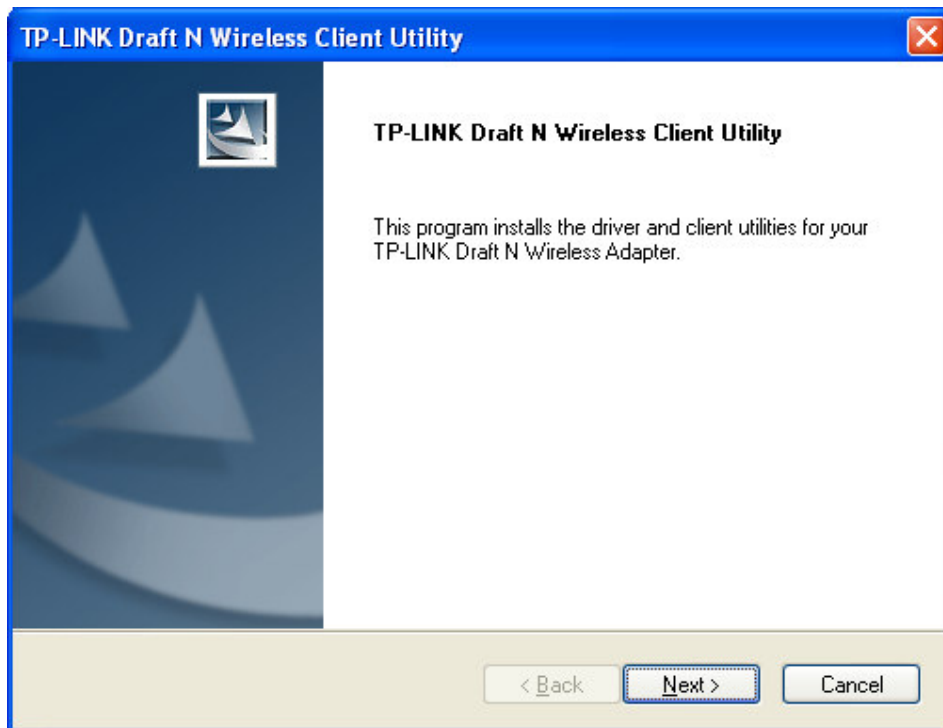 TP-LINK Draft N Wireless Client Utility
TP-LINK Draft N Wireless Client Utility
This program installs the driver and client utilities for your
TP-LINK Draft N Wireless Adapter.
< Back Next > Cancel